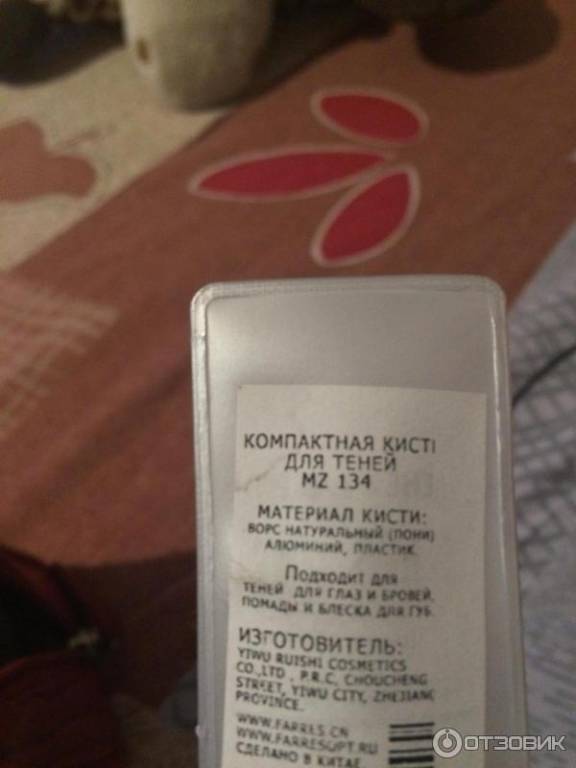 КОМПАКТНАЯ КИСТІ
ДЛЯ ТЕНЕЙ
MZ 134
МАТЕРИАЛ КИСТИ:
ВОРС НАТУРАЛЬНЫЙ (ПОНИ)
АЛЮМИНИЙ, ПЛАСТИК.
Подходит для
ТЕНЕЙ ДЛЯ ГЛАЗ И БРОВЕЙ,
ПОМАДЫ И БЛЕСКА ДЛЯ ГУБ.
ИЗГОТОВИТЕЛЬ:
YIWU RUISHI COSMETICS
CO.,LTD , P.R.C, CHOUCHENG
STREET, YIWU CITY, ZHEJIANG
PROVINCE.
WWW.FARRES.CN
WWW.FARRESOPT.RU
СДЕЛАНО В КИТАЕ
ОТЗОВИК